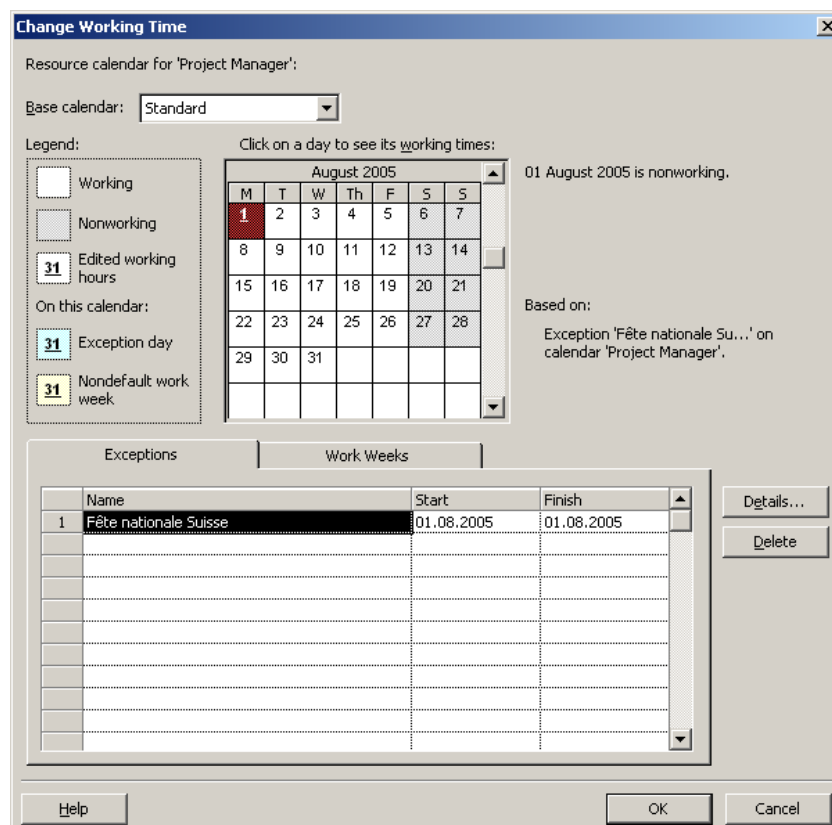 Change Working Time
Resource calendar for 'Project Manager':
Base calendar: Standard
Legend:
Working
Nonworking
31 Edited working
hours
On this calendar:
31 Exception day
31 Nondefault work
week
Click on a day to see its working times:
August 2005
M T W Th F S S
1 2 3 4 5 6 7
8 9 10 11 12 13 14
15 16 17 18 19 20 21
22 23 24 25 26 27 28
29 30 31
01 August 2005 is nonworking.
Based on:
Exception 'Fête nationale Su...' on
calendar 'Project Manager'.
Exceptions Work Weeks
Name Start Finish
1 Fête nationale Suisse 01.08.2005 01.08.2005
Details...
Delete
Help OK Cancel